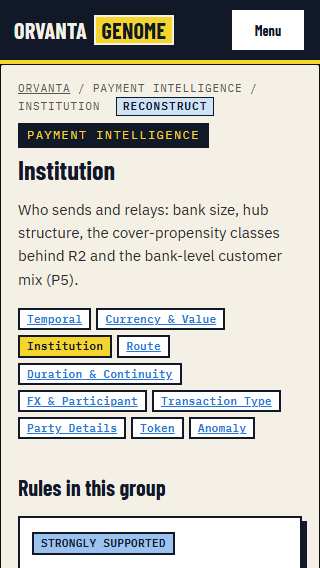 ORVANTA GENOME Menu
ORVANTA / PAYMENT INTELLIGENCE /
INSTITUTION RECONSTRUCT
PAYMENT INTELLIGENCE
Institution
Who sends and relays: bank size, hub
structure, the cover-propensity classes
behind R2 and the bank-level customer
mix (P5).
Temporal Currency & Value
Institution Route
Duration & Continuity
FX & Participant Transaction Type
Party Details Token Anomaly
Rules in this group
STRONGLY SUPPORTED